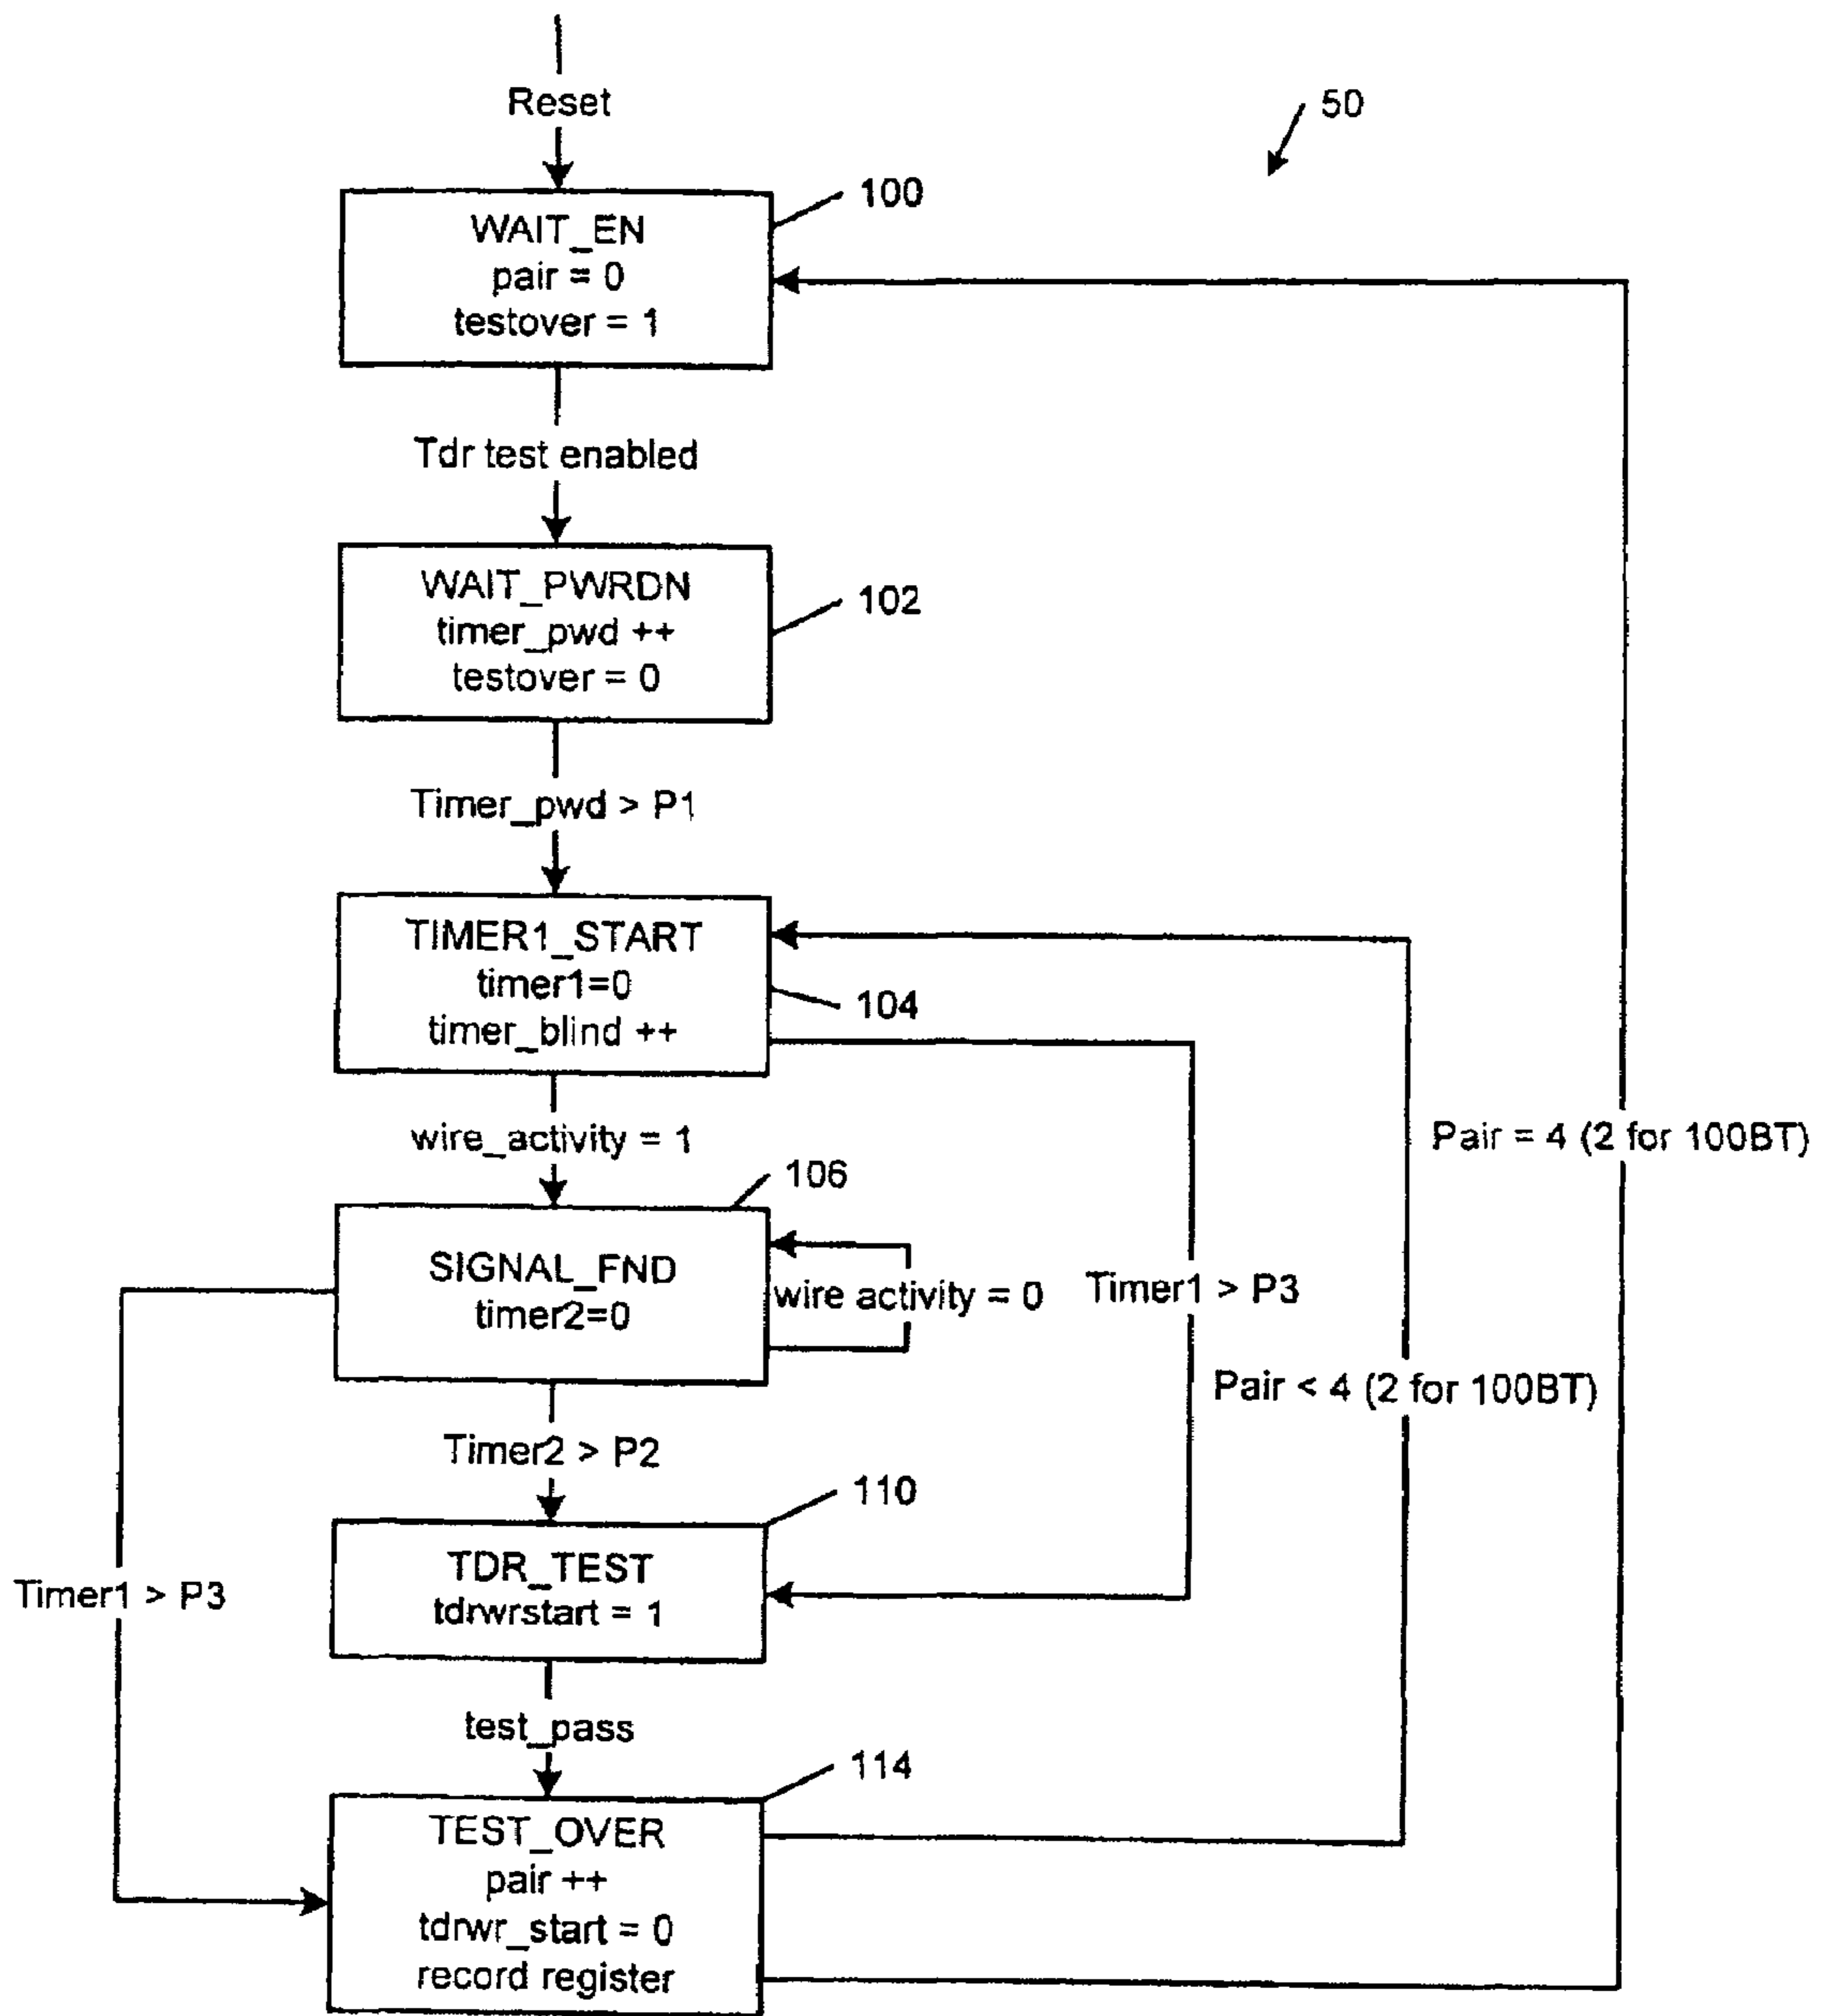 Reset
50
100
WAIT_EN
pair = 0
testover = 1
Tdr test enabled
WAIT_PWRDN
timer_pwd ++
testover = 0
102
Timer_pwd > P1
TIMER1_START
timer1=0
timer_blind ++
104
wire_activity = 1
Pair = 4 (2 for 100BT)
106
SIGNAL_FND
timer2=0
wire activity = 0
Timer1 > P3
Pair < 4 (2 for 100BT)
Timer2 > P2
110
TDR_TEST
tdrwrstart = 1
Timer1 > P3
test_pass
114
TEST_OVER
pair ++
tdrwr_start = 0
record register